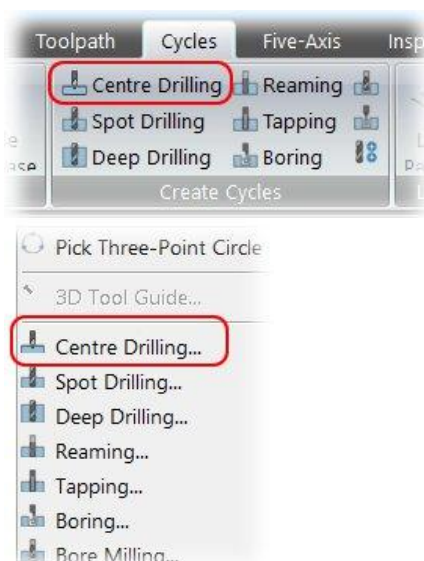 Toolpath Cycles Five-Axis Insp
Centre Drilling Reaming
Spot Drilling Tapping
Deep Drilling Boring
Create Cycles
Pick Three-Point Circle
3D Tool Guide...
Centre Drilling...
Spot Drilling...
Deep Drilling...
Reaming...
Tapping...
Boring...
Bore Milling...